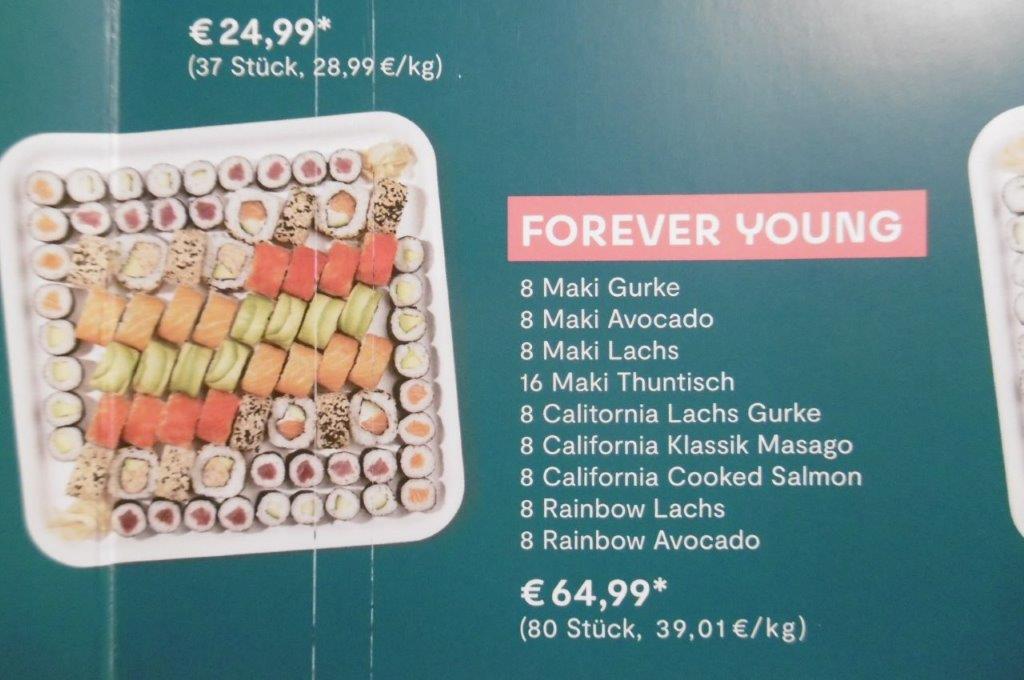 € 24,99*
(37 Stück, 28,99 €/kg)
FOREVER YOUNG
8 Maki Gurke
8 Maki Avocado
8 Maki Lachs
16 Maki Thuntisch
8 Calitornia Lachs Gurke
8 California Klassik Masago
8 California Cooked Salmon
8 Rainbow Lachs
8 Rainbow Avocado
€ 64,99*
(80 Stück, 39,01 €/kg)